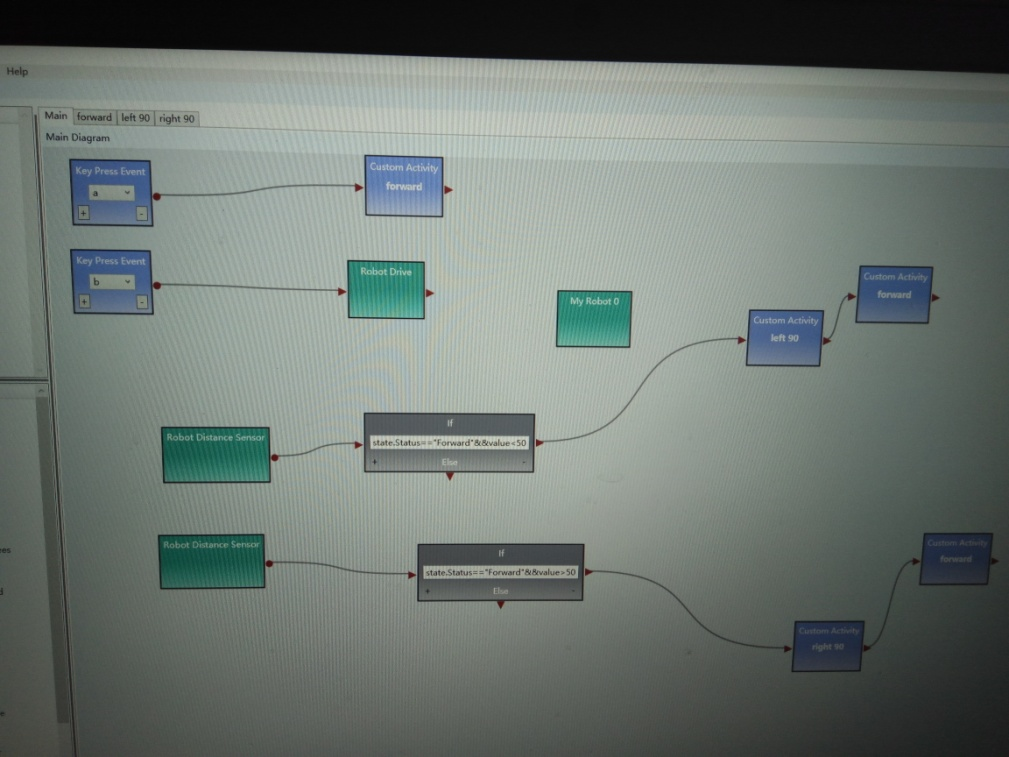 Help
Main forward left 90 right 90
Main Diagram
Key Press Event
a
+ -
Custom Activity
forward
Key Press Event
b
+ -
Robot Drive
My Robot 0
Custom Activity
left 90
Custom Activity
forward
Robot Distance Sensor
If
state.Status=="Forward"&&value<50
+ Else -
Robot Distance Sensor
If
state.Status=="Forward"&&value>50
+ Else -
Custom Activity
right 90
Custom Activity
forward